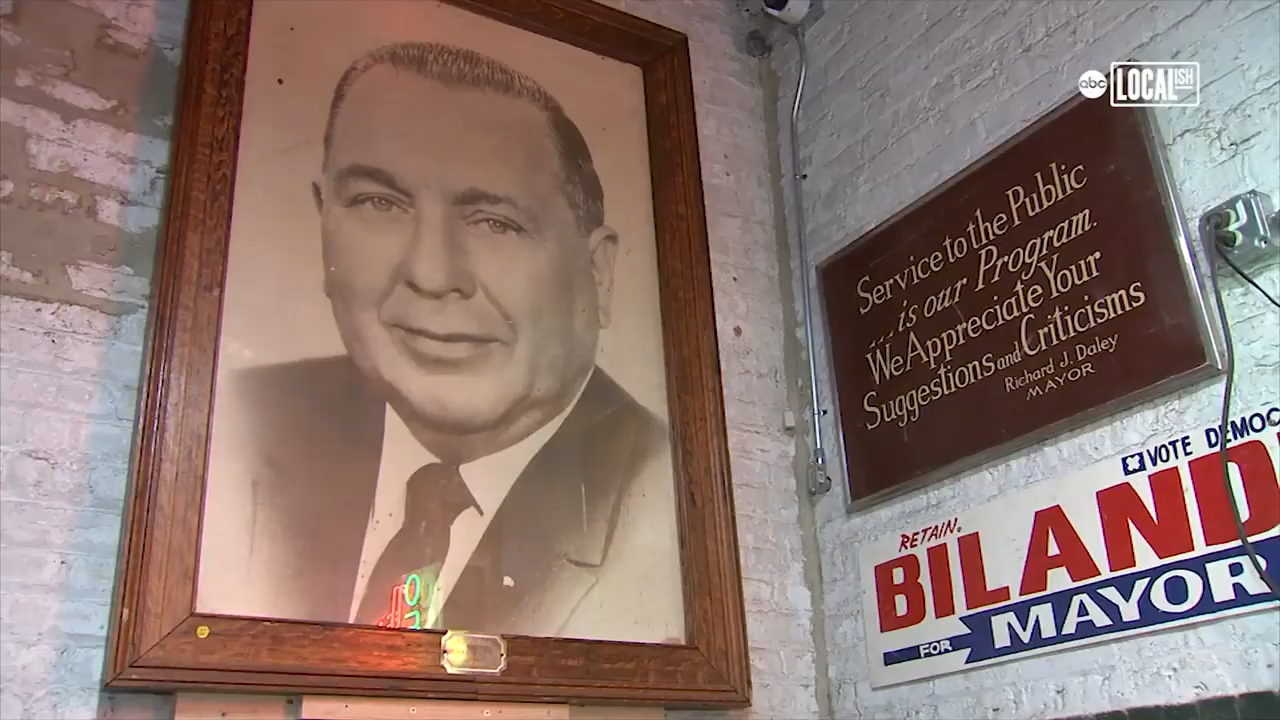 abc LOCALISH
Service to the Public
...is our Program.
We Appreciate Your
Suggestions and Criticisms
Richard J. Daley
MAYOR
VOTE DEMOC
RETAIN.
BILAND
FOR MAYOR